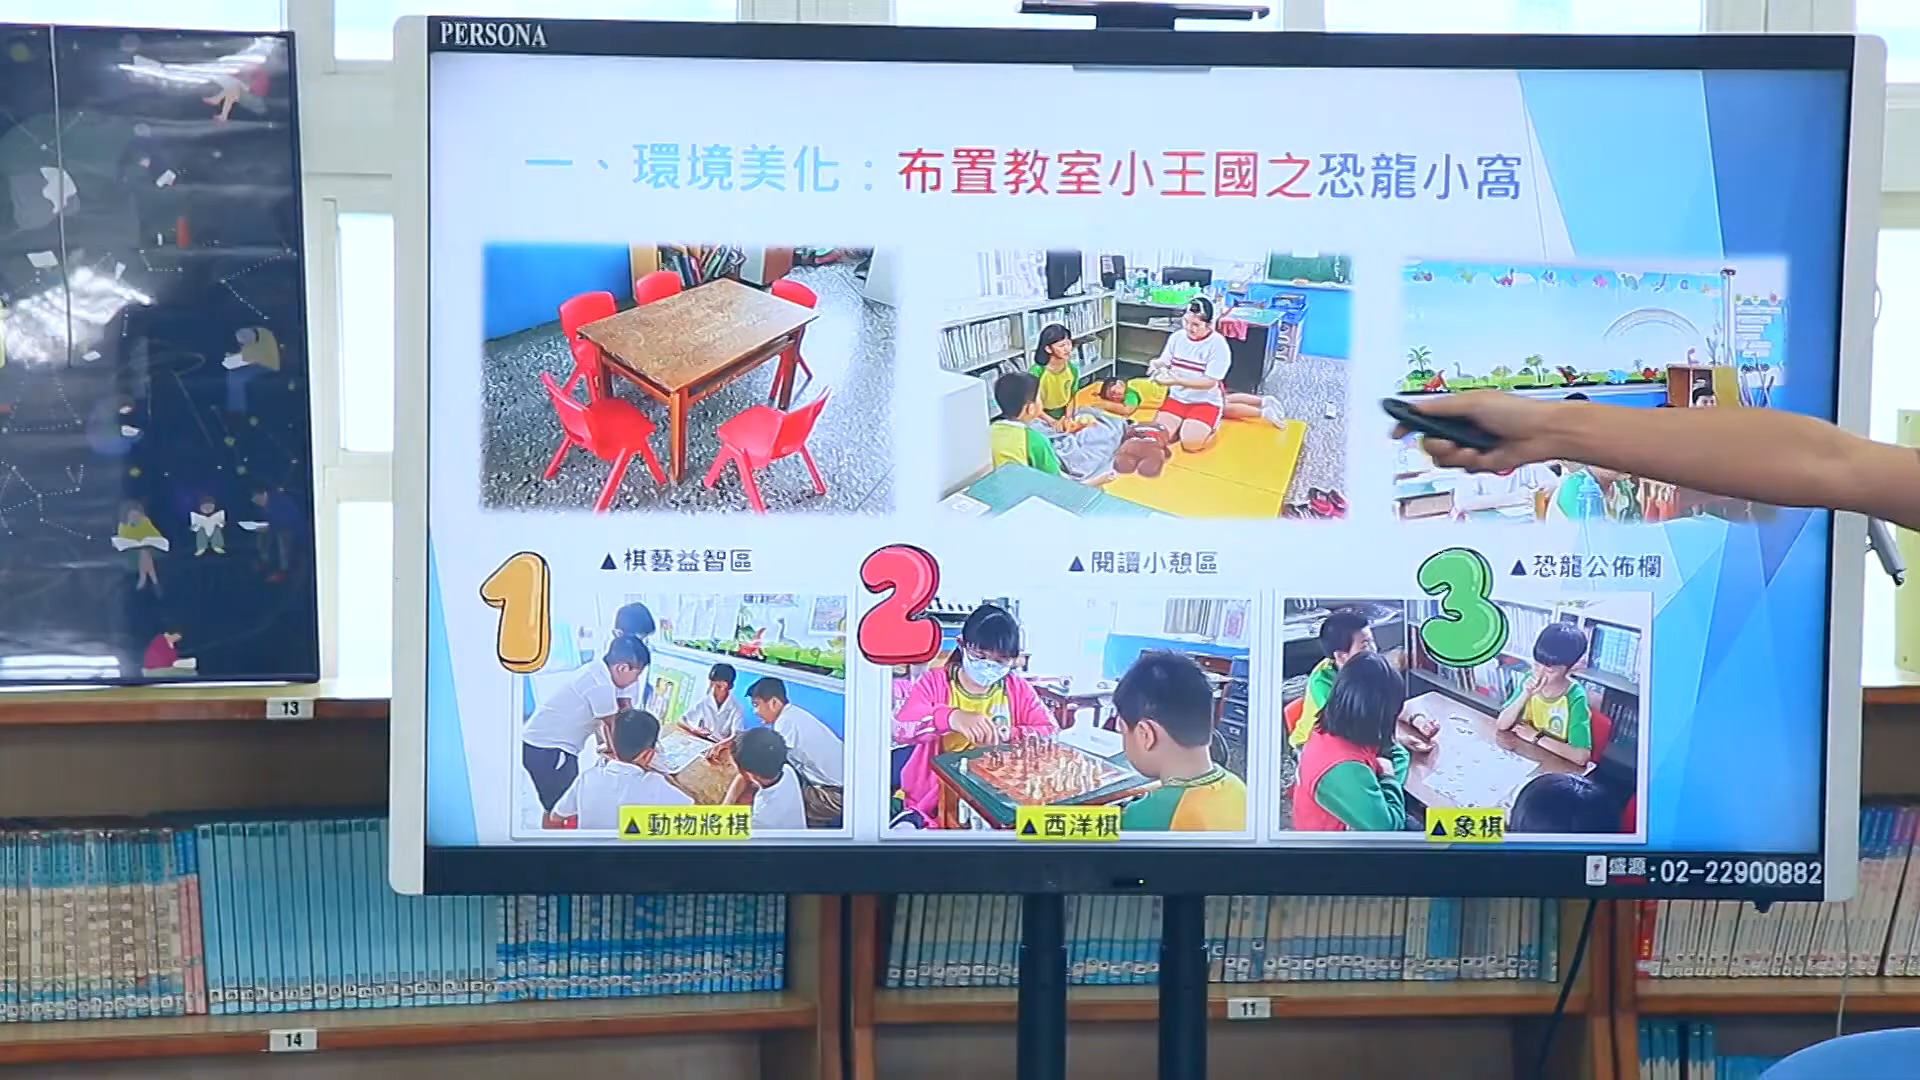 PERSONA
一、環境美化：布置教室小王國之恐龍小窩
1
▲棋藝益智區
2
▲閱讀小憩區
3
▲恐龍公佈欄
▲動物將棋
▲西洋棋
▲象棋
盛源:02-22900882
13
14
11